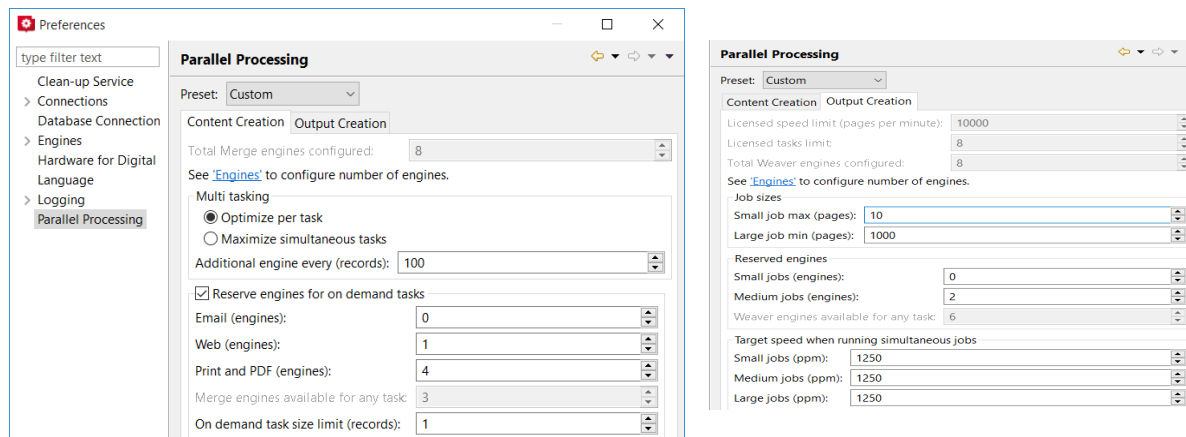 Preferences
type filter text
Clean-up Service
Connections
Database Connection
Engines
Hardware for Digital
Language
Logging
Parallel Processing
Parallel Processing
Preset: Custom
Content Creation Output Creation
Total Merge engines configured: 8
See 'Engines' to configure number of engines.
Multi tasking
Optimize per task
Maximize simultaneous tasks
Additional engine every (records): 100
Reserve engines for on demand tasks
Email (engines): 0
Web (engines): 1
Print and PDF (engines): 4
Merge engines available for any task: 3
On demand task size limit (records): 1
Parallel Processing
Preset: Custom
Content Creation Output Creation
Licensed speed limit (pages per minute): 10000
Licensed tasks limit: 8
Total Weaver engines configured: 8
See 'Engines' to configure number of engines.
Job sizes
Small job max (pages): 10
Large job min (pages): 1000
Reserved engines
Small jobs (engines): 0
Medium jobs (engines): 2
Weaver engines available for any task: 6
Target speed when running simultaneous jobs
Small jobs (ppm): 1250
Medium jobs (ppm): 1250
Large jobs (ppm): 1250